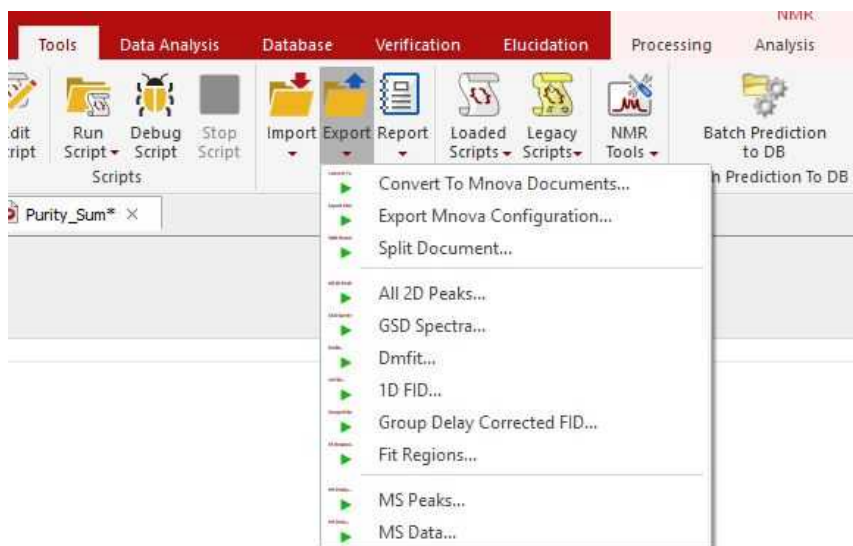 NMR
Tools Data Analysis Database Verification Elucidation Processing Analysis
dit Run Debug Stop Import Export Report Loaded Legacy NMR Batch Prediction
ript Script Script Script Scripts Scripts Tools to DB
Scripts h Prediction To DB
Purity_Sum*
Convert To Mnova Documents...
Export Mnova Configuration...
Split Document...
All 2D Peaks...
GSD Spectra...
Dmfit...
1D FID...
Group Delay Corrected FID...
Fit Regions...
MS Peaks...
MS Data...